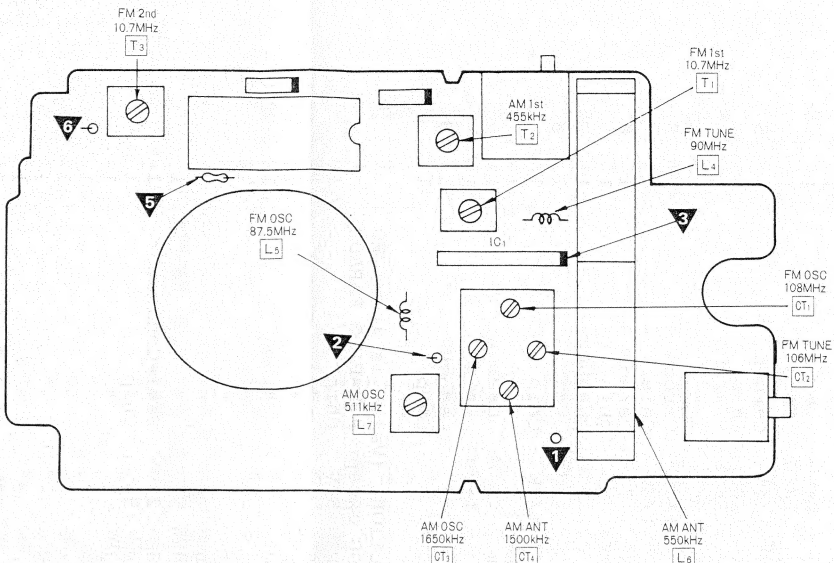 FM 2nd
10.7MHz
T3
FM 1st
10.7MHz
T1
AM 1st
455kHz
T2
FM TUNE
90MHz
L4
6
5
3
FM OSC
87.5MHz
L5
IC1
FM OSC
108MHz
CT1
2
FM TUNE
106MHz
CT2
AM OSC
511kHz
L7
1
AM OSC
1650kHz
CT3
AM ANT
1500kHz
CT4
AM ANT
550kHz
L6